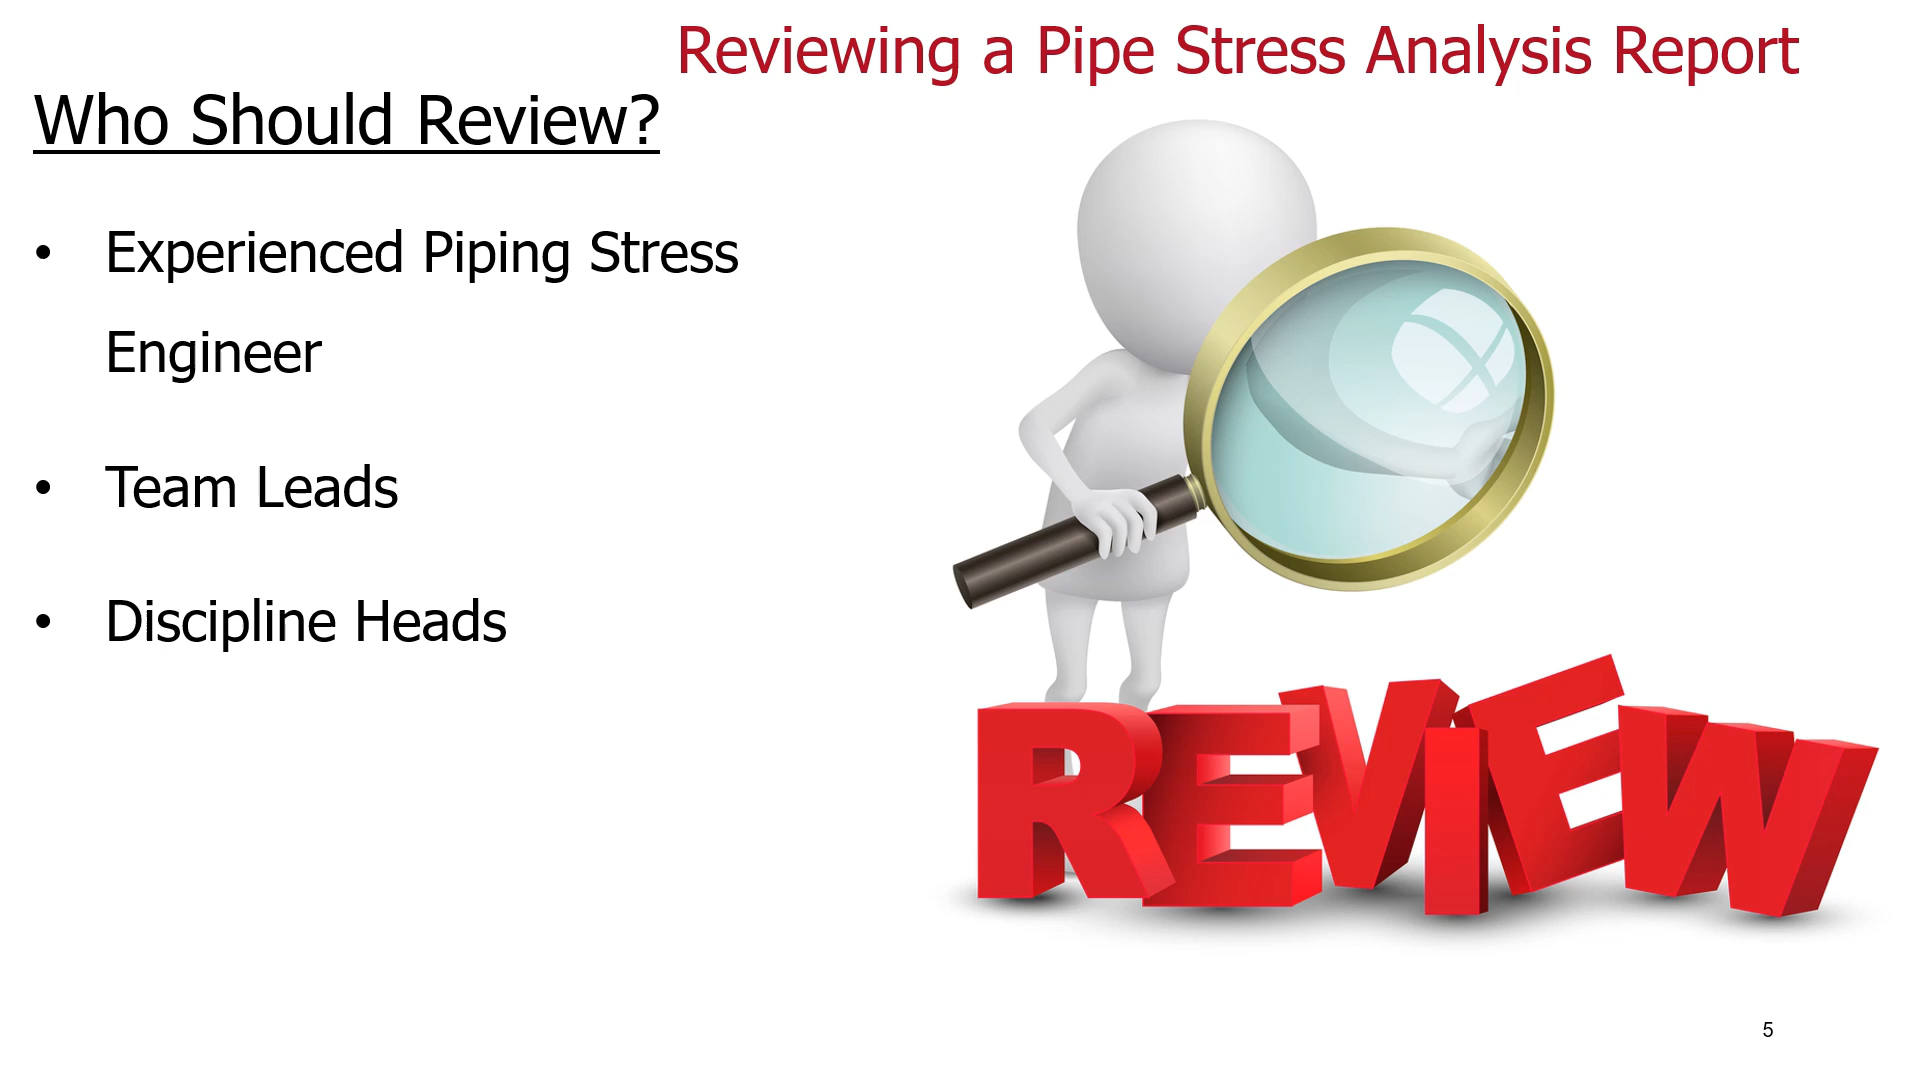 Reviewing a Pipe Stress Analysis Report
Who Should Review?
• Experienced Piping Stress
Engineer
• Team Leads
• Discipline Heads
REVIEW
5